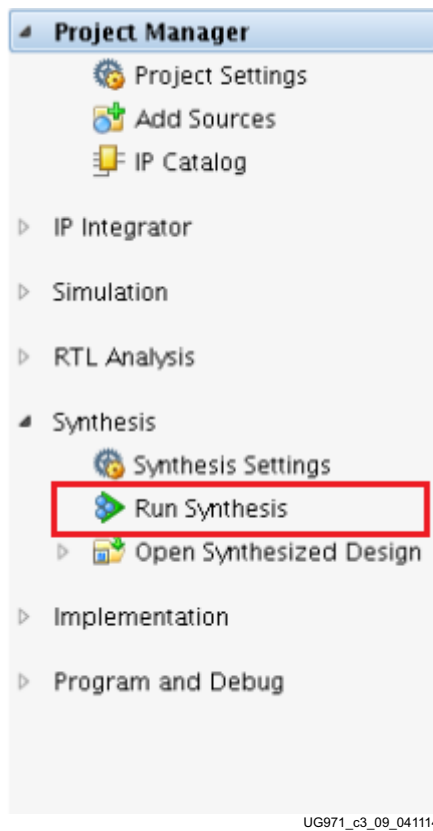 Project Manager
Project Settings
Add Sources
IP Catalog
IP Integrator
Simulation
RTL Analysis
Synthesis
Synthesis Settings
Run Synthesis
Open Synthesized Design
Implementation
Program and Debug
UG971_c3_09_041114